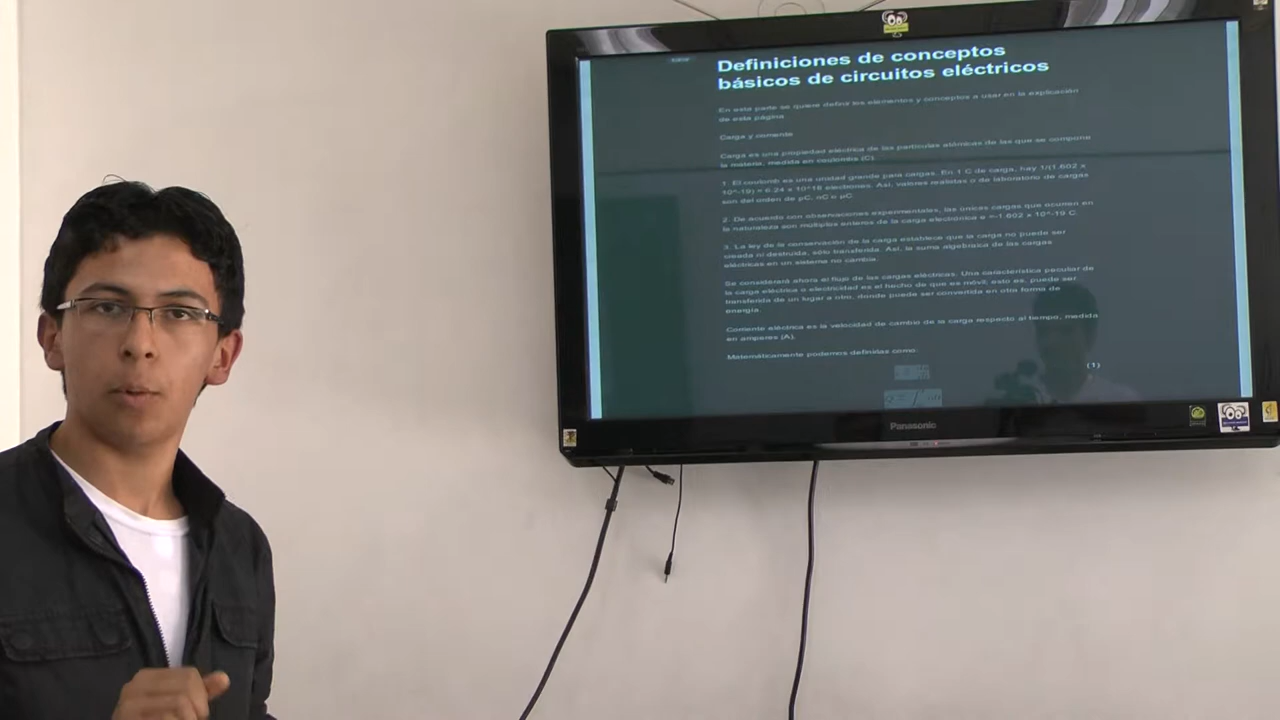 Definiciones de conceptos
básicos de circuitos eléctricos
En esta parte se quiere definir los elementos y conceptos a usar en la explicación
de esta página.
Carga y corriente
Carga es una propiedad eléctrica de las partículas atómicas de las que se compone
la materia, medida en coulombs (C).
1. El coulomb es una unidad grande para cargas. En 1 C de carga, hay 1/(1.602 x
10^-19) = 6.24 x 10^18 electrones. Así, valores realistas o de laboratorio de cargas
son del orden de pC, nC o µC.
2. De acuerdo con observaciones experimentales, las únicas cargas que ocurren en
la naturaleza son múltiplos enteros de la carga electrónica e =-1.602 x 10^-19 C.
3. La ley de la conservación de la carga establece que la carga no puede ser
creada ni destruida, sólo transferida. Así, la suma algebraica de las cargas
eléctricas en un sistema no cambia.
Se considerará ahora el flujo de las cargas eléctricas. Una característica peculiar de
la carga eléctrica o electricidad es el hecho de que es móvil; esto es, puede ser
transferida de un lugar a otro, donde puede ser convertida en otra forma de
energía.
Corriente eléctrica es la velocidad de cambio de la carga respecto al tiempo, medida
en amperes (A).
Matemáticamente podemos definirlas como:
(1)
Panasonic